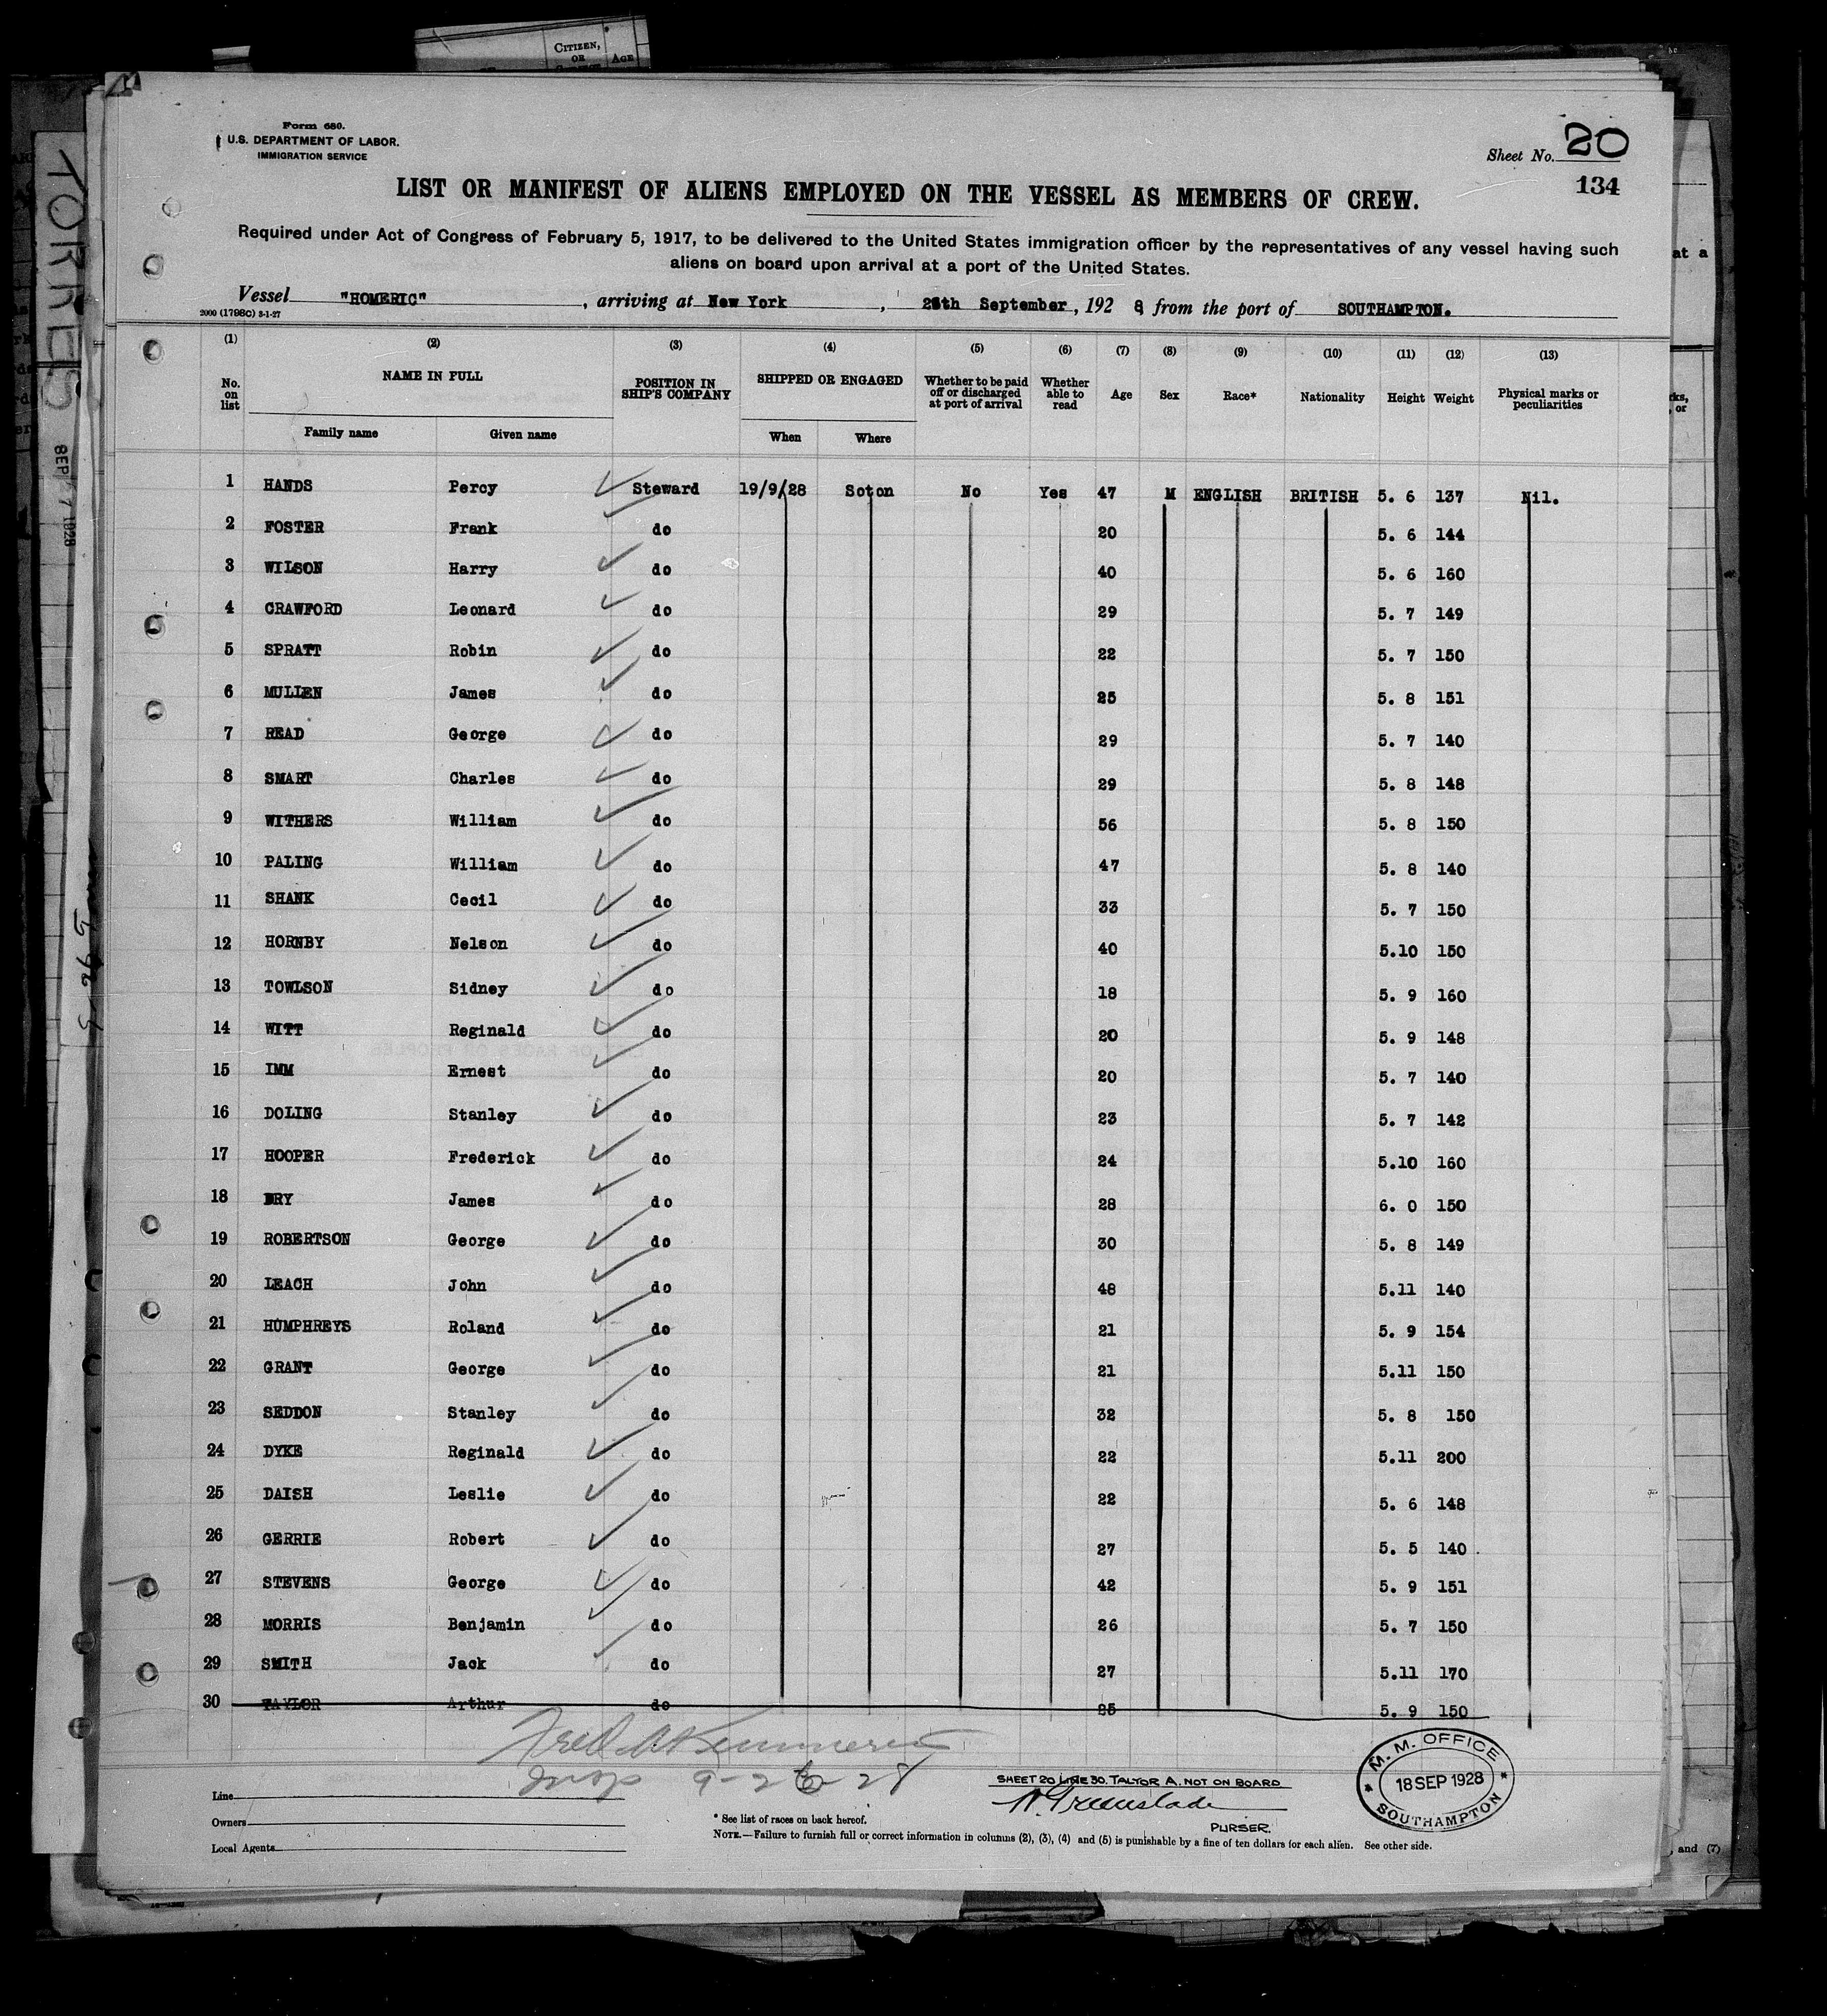 CITIZEN,
OR
AGE
TORRES
SEP 7 1928
Form 680.
U.S. DEPARTMENT OF LABOR.
IMMIGRATION SERVICE
Sheet No. 20
134
LIST OR MANIFEST OF ALIENS EMPLOYED ON THE VESSEL AS MEMBERS OF CREW.
Required under Act of Congress of February 5, 1917, to be delivered to the United States immigration officer by the representatives of any vessel having such
aliens on board upon arrival at a port of the United States.
Vessel "HOMERIC", arriving at New York, 26th September, 1928 from the port of SOUTHAMPTON.
2000 (1798C) 3-1-27
(1) (2) (3) (4) (5) (6) (7) (8) (9) (10) (11) (12) (13)
No. on list NAME IN FULL POSITION IN SHIP'S COMPANY SHIPPED OR ENGAGED Whether to be paid off or discharged at port of arrival Whether able to read Age Sex Race* Nationality Height Weight Physical marks or peculiarities
Family name Given name When Where
1 HANDS Percy Steward 19/9/28 Soton No Yes 47 M ENGLISH BRITISH 5. 6 137 Nil.
2 FOSTER Frank do 20 5. 6 144
3 WILSON Harry do 40 5. 6 160
4 CRAWFORD Leonard do 29 5. 7 149
5 SPRATT Robin do 22 5. 7 150
6 MULLEN James do 25 5. 8 151
7 READ George do 29 5. 7 140
8 SMART Charles do 29 5. 8 148
9 WITHERS William do 56 5. 8 150
10 PALING William do 47 5. 8 140
11 SHANK Cecil do 33 5. 7 150
12 HORNBY Nelson do 40 5.10 150
13 TOWLSON Sidney do 18 5. 9 160
14 WITT Reginald do 20 5. 9 148
15 IMM Ernest do 20 5. 7 140
16 DOLING Stanley do 23 5. 7 142
17 HOOPER Frederick do 24 5.10 160
18 DRY James do 28 6. 0 150
19 ROBERTSON George do 30 5. 8 149
20 LEACH John do 48 5.11 140
21 HUMPHREYS Roland do 21 5. 9 154
22 GRANT George do 21 5.11 150
23 SEDDON Stanley do 32 5. 8 150
24 DYKE Reginald do 22 5.11 200
25 DAISH Leslie do 22 5. 6 148
26 GERRIE Robert do 27 5. 5 140
27 STEVENS George do 42 5. 9 151
28 MORRIS Benjamin do 26 5. 7 150
29 SMITH Jack do 27 5.11 170
30 TAYLOR Arthur do 25 5. 9 150
Insp 9-26-28
SHEET 20 LINE 30. TALYOR A. NOT ON BOARD
PURSER.
M. M. OFFICE
18 SEP 1928
SOUTHAMPTON
Line
Owners
Local Agents
* See list of races on back hereof.
NOTE.—Failure to furnish full or correct information in columns (2), (3), (4) and (5) is punishable by a fine of ten dollars for each alien. See other side.
, and (7)